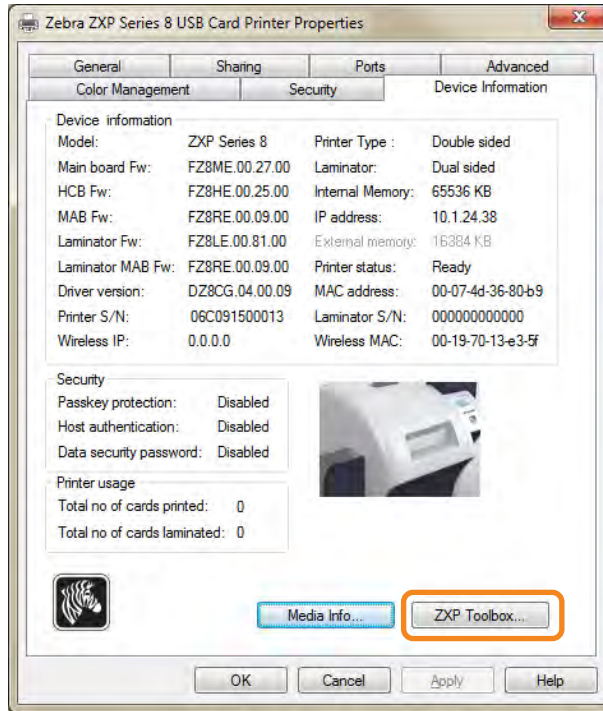 Zebra ZXP Series 8 USB Card Printer Properties
General Sharing Ports Advanced
Color Management Security Device Information
Device information
Model: ZXP Series 8 Printer Type : Double sided
Main board Fw: FZ8ME.00.27.00 Laminator: Dual sided
HCB Fw: FZ8HE.00.25.00 Internal Memory: 65536 KB
MAB Fw: FZ8RE.00.09.00 IP address: 10.1.24.38
Laminator Fw: FZ8LE.00.81.00 External memory: 16384 KB
Laminator MAB Fw: FZ8RE.00.09.00 Printer status: Ready
Driver version: DZ8CG.04.00.09 MAC address: 00-07-4d-36-80-b9
Printer S/N: 06C091500013 Laminator S/N: 000000000000
Wireless IP: 0.0.0.0 Wireless MAC: 00-19-70-13-e3-5f
Security
Passkey protection: Disabled
Host authentication: Disabled
Data security password: Disabled
Printer usage
Total no of cards printed: 0
Total no of cards laminated: 0
Media Info... ZXP Toolbox...
OK Cancel Apply Help